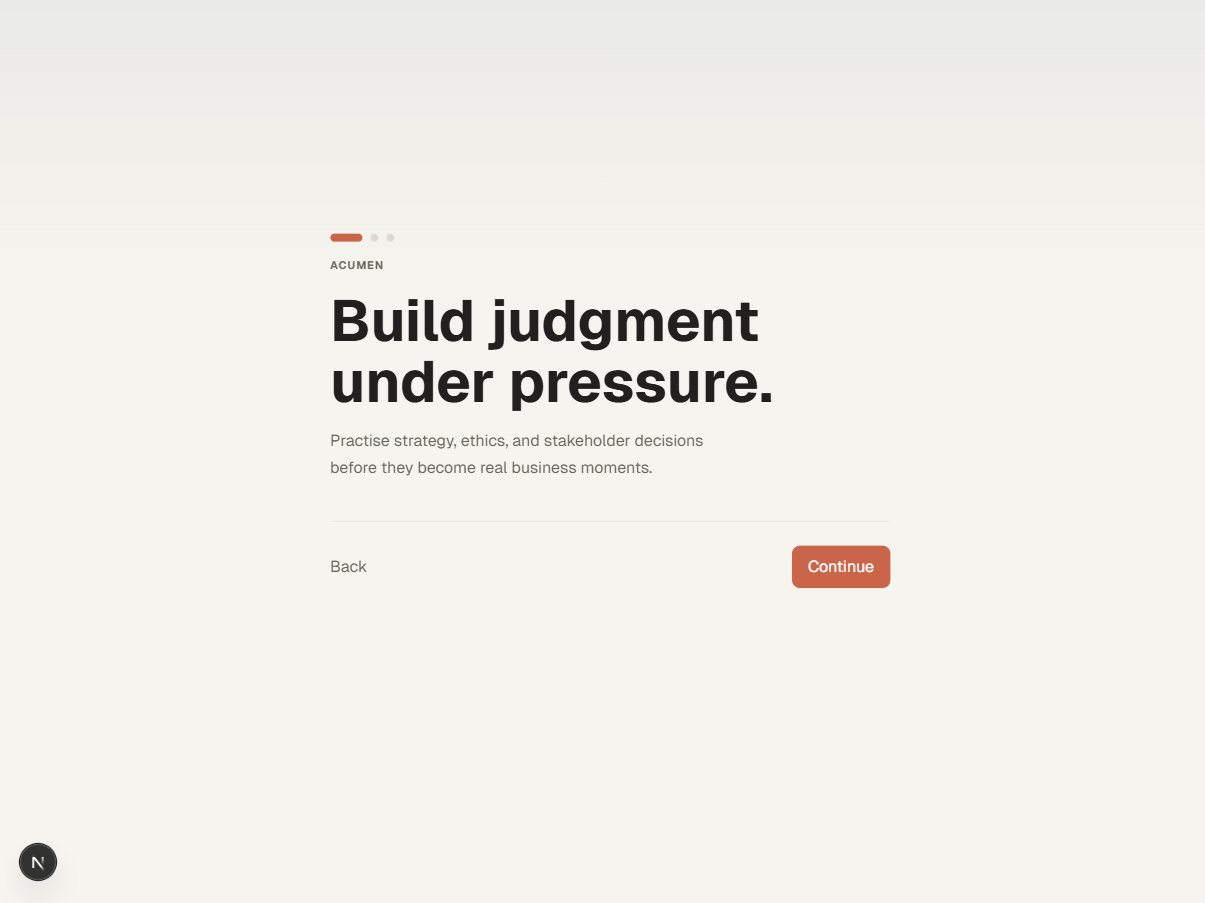 ACUMEN
Build judgment
under pressure.
Practise strategy, ethics, and stakeholder decisions
before they become real business moments.
Back
Continue
N